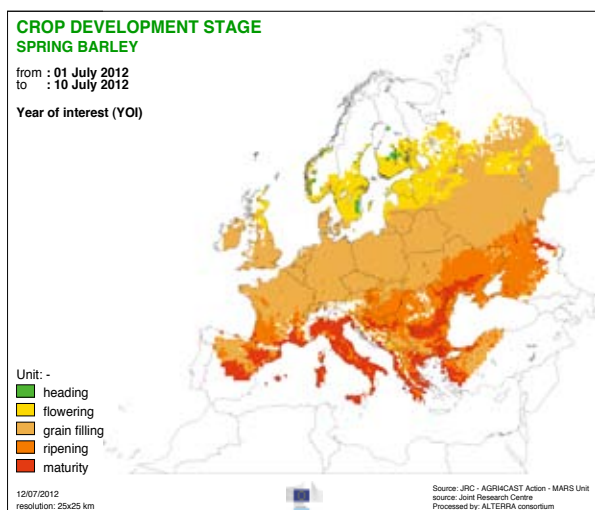 CROP DEVELOPMENT STAGE
SPRING BARLEY
from : 01 July 2012
to : 10 July 2012
Year of interest (YOI)
Unit: -
heading
flowering
grain filling
ripening
maturity
12/07/2012
resolution: 25x25 km
Source: JRC - AGRI4CAST Action - MARS Unit
source: Joint Research Centre
Processed by: ALTERRA consortium